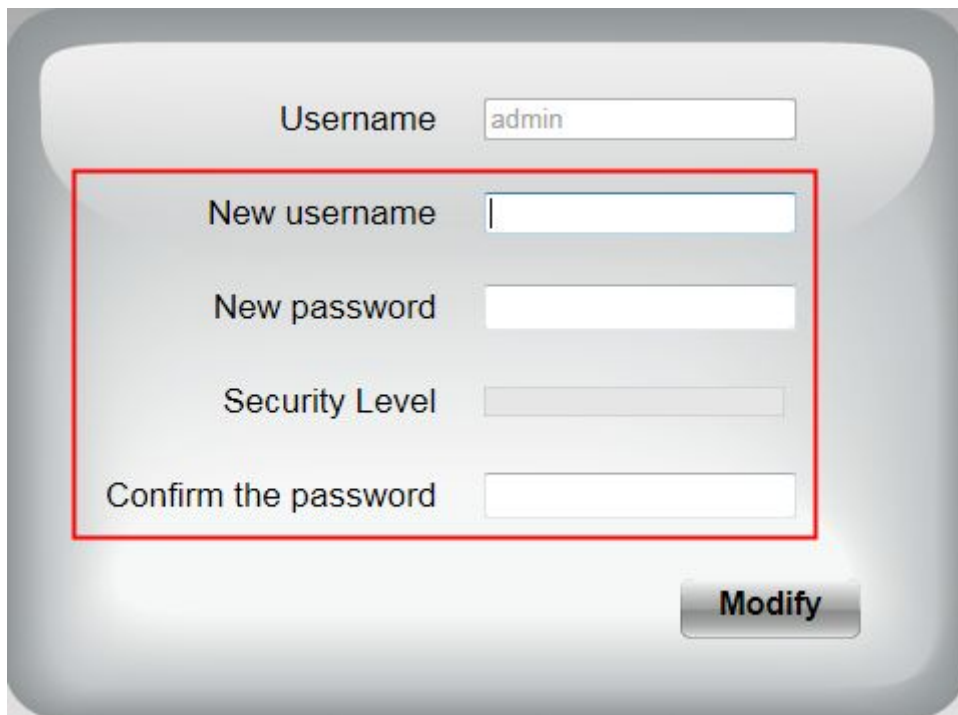 Username admin
New username
New password
Security Level
Confirm the password
Modify